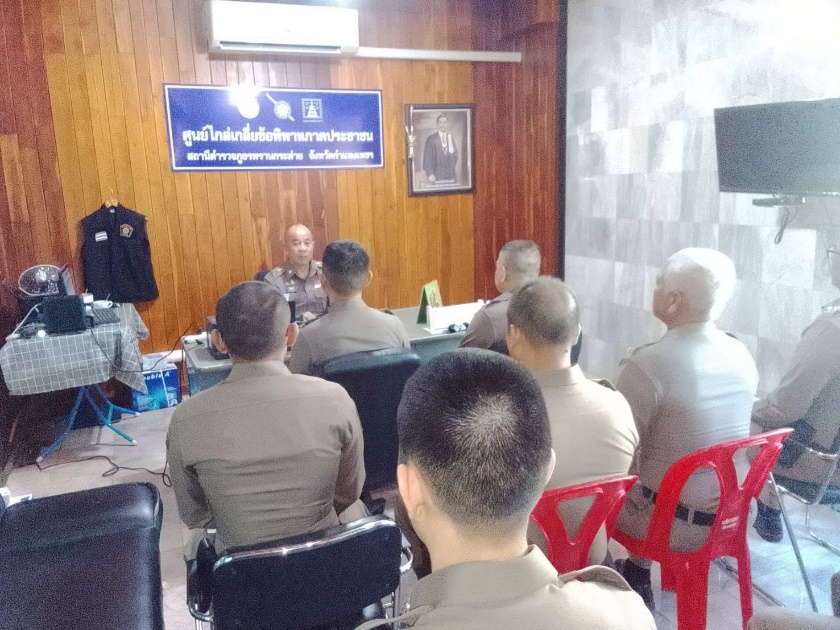 ศูนย์ไกล่เกลี่ยข้อพิพาทภาคประชาชน
สถานีตำรวจภูธรพรานกระต่าย จังหวัดกำแพงเพชร
Double A